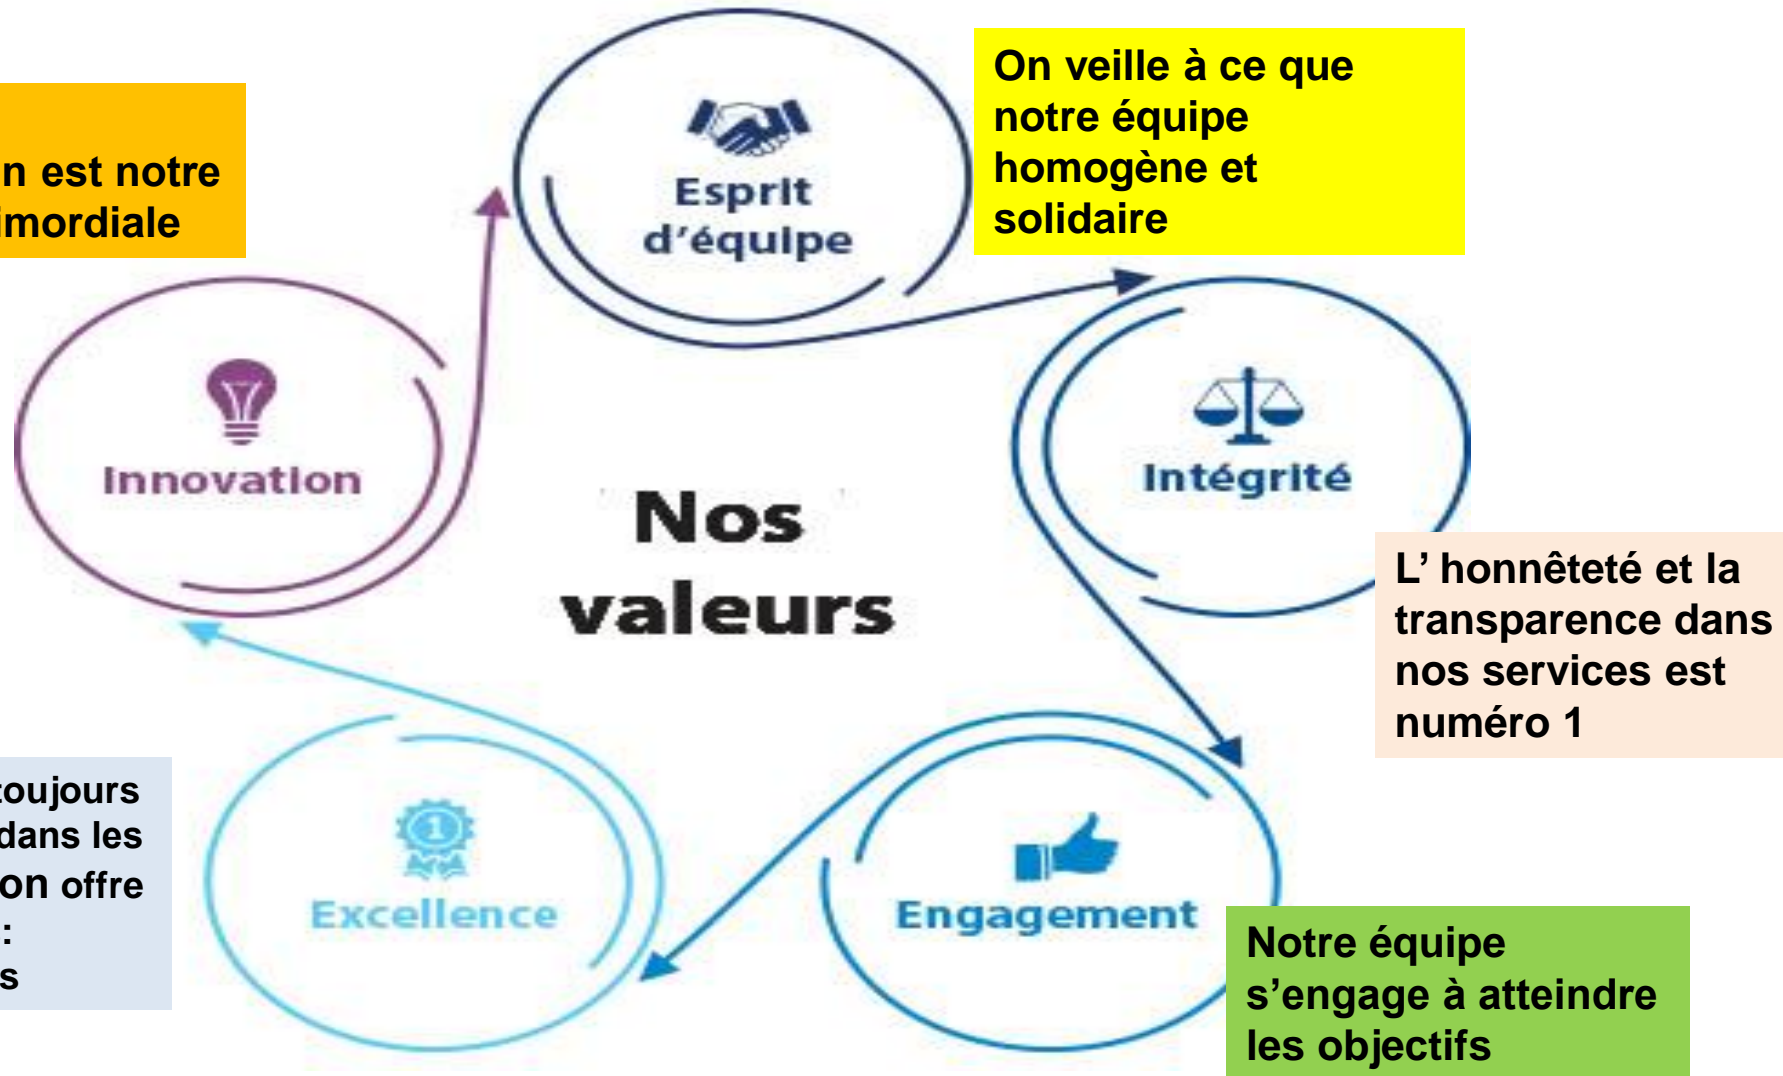 Esprit
d'équipe
On veille à ce que
notre équipe
homogène et
solidaire
n est notre
imordiale
Innovation
Intégrité
Nos
valeurs
L' honnêteté et la
transparence dans
nos services est
numéro 1
toujours
dans les
on offre
:
s
Excellence
Engagement
Notre équipe
s'engage à atteindre
les objectifs